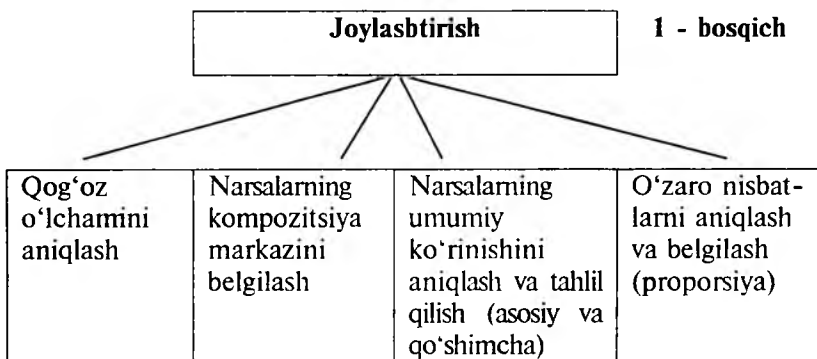 Joylashtirish
1 - bosqich
Qog‘oz
o‘lchamini
aniqlash
Narsalarning
kompozitsiya
markazini
belgilash
Narsalarning
umumiy
ko‘rinishini
aniqlash va tahlil
qilish (asosiy va
qo‘shimcha)
O‘zaro nisbat-
larni aniqlash
va belgilash
(proporsiya)